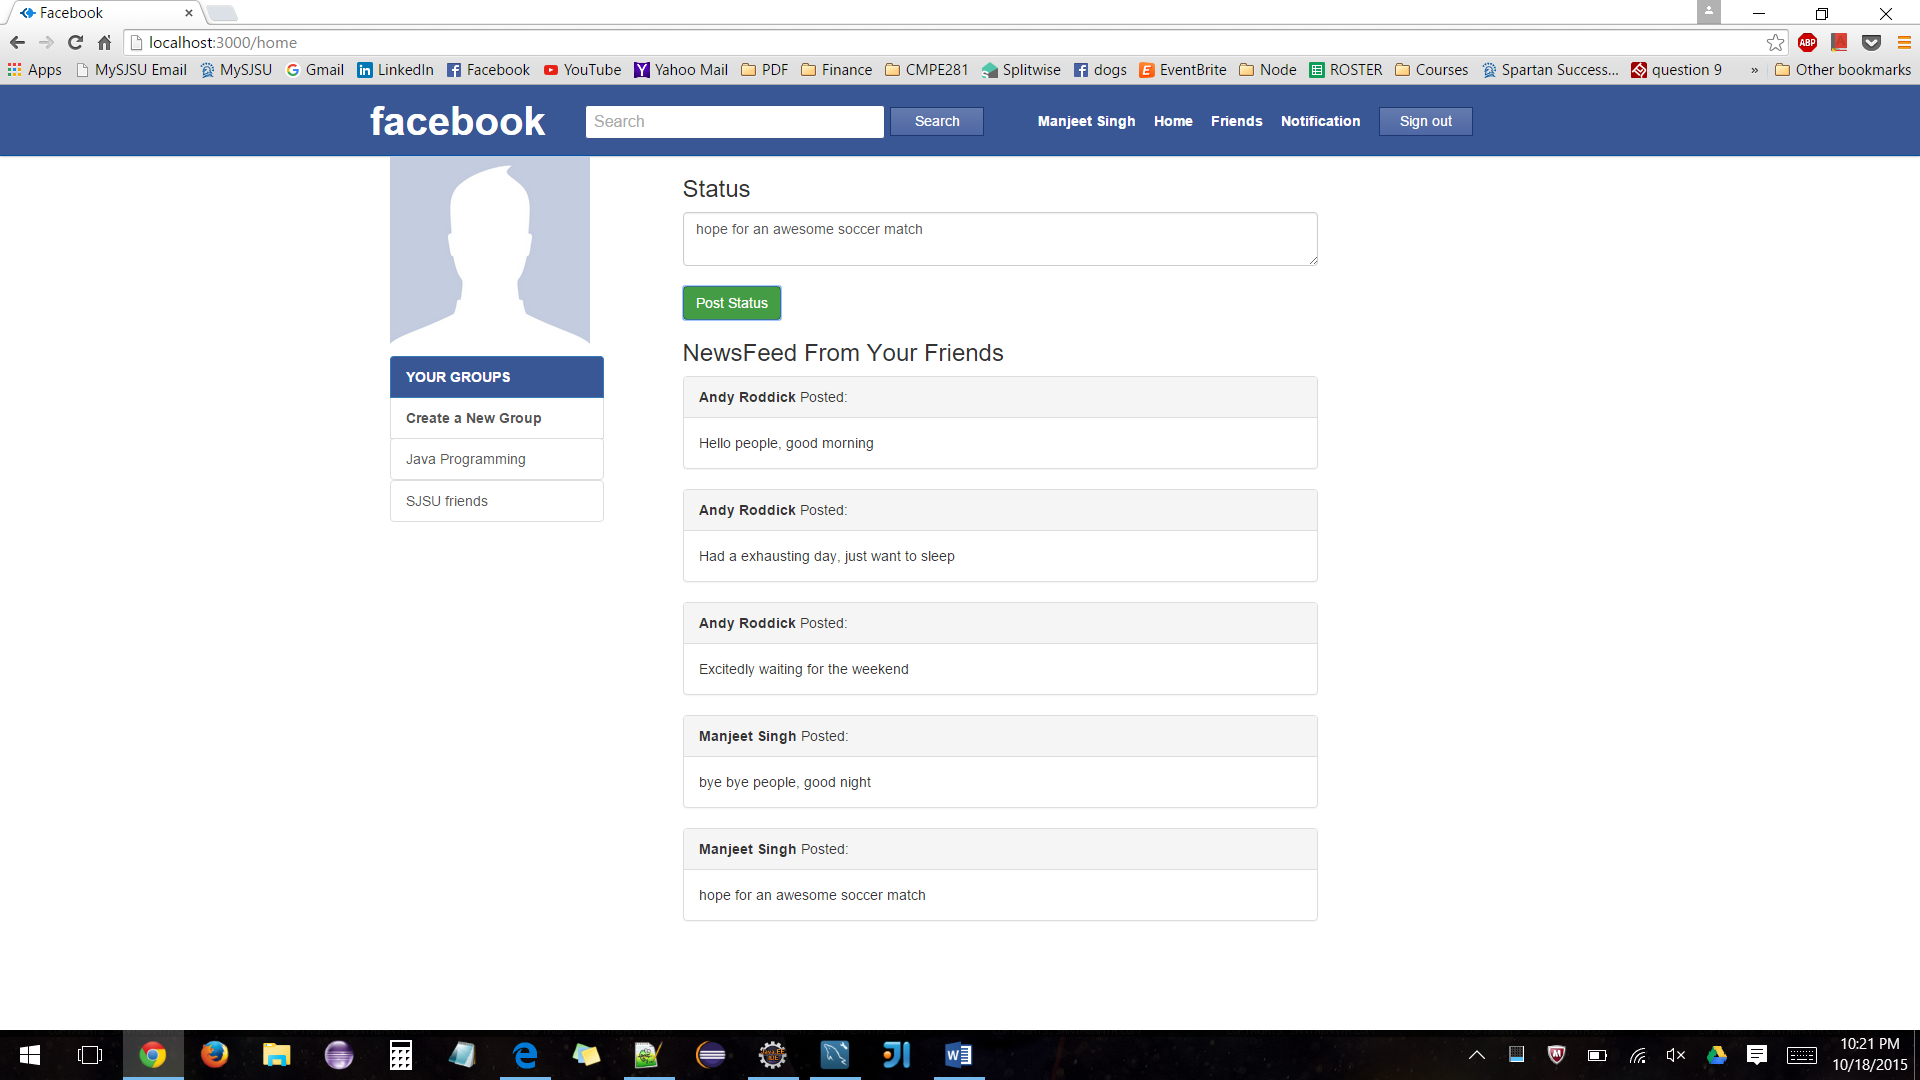 Facebook
localhost:3000/home
Apps MySJSU Email MySJSU Gmail LinkedIn Facebook YouTube Yahoo Mail PDF Finance CMPE281 Splitwise dogs EventBrite Node ROSTER Courses Spartan Success... question 9 » Other bookmarks
facebook Search Search Manjeet Singh Home Friends Notification Sign out
YOUR GROUPS
Create a New Group
Java Programming
SJSU friends
Status
hope for an awesome soccer match
Post Status
NewsFeed From Your Friends
Andy Roddick Posted:
Hello people, good morning
Andy Roddick Posted:
Had a exhausting day, just want to sleep
Andy Roddick Posted:
Excitedly waiting for the weekend
Manjeet Singh Posted:
bye bye people, good night
Manjeet Singh Posted:
hope for an awesome soccer match
10:21 PM
10/18/2015